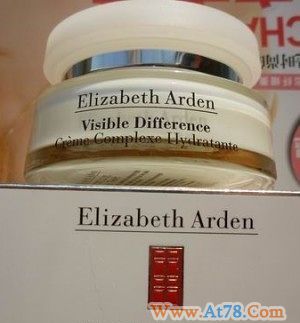 Elizabeth Arden
Visible Difference
Crème Complexe Hydratante
Elizabeth Arden
Www.At78.Com